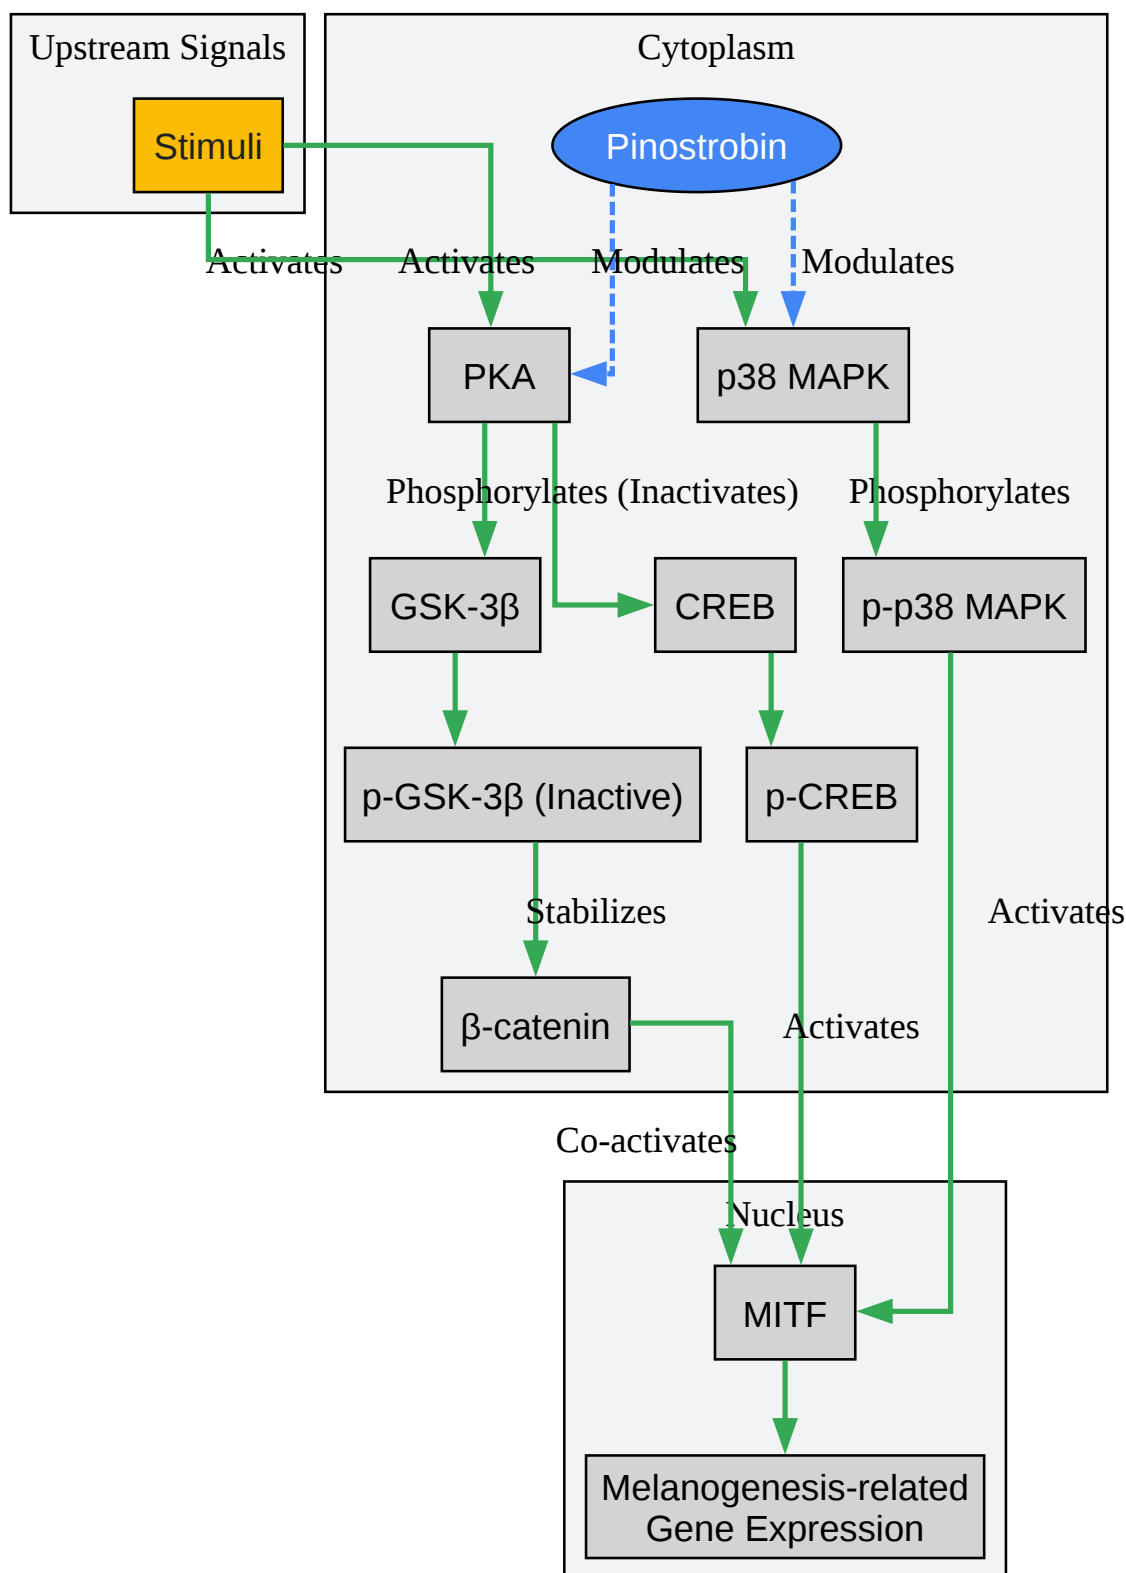 Upstream Signals
Cytoplasm
Stimuli
Pinostrobin
Activates
Activates
Modulates
Modulates
PKA
p38 MAPK
Phosphorylates (Inactivates)
Phosphorylates
GSK-3β
CREB
p-p38 MAPK
p-GSK-3β (Inactive)
p-CREB
Stabilizes
Activates
β-catenin
Activates
Co-activates
Nucleus
MITF
Melanogenesis-related
Gene Expression